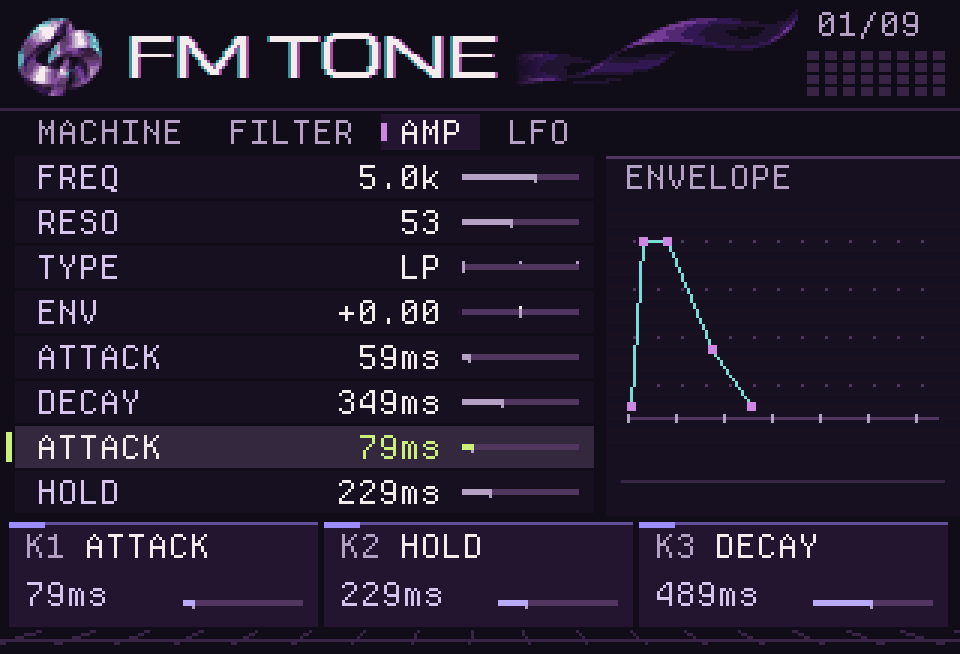 FM TONE
01/09
MACHINE FILTER AMP LFO
FREQ 5.0k
RESO 53
TYPE LP
ENV +0.00
ATTACK 59ms
DECAY 349ms
ATTACK 79ms
HOLD 229ms
ENVELOPE
K1 ATTACK
79ms
K2 HOLD
229ms
K3 DECAY
489ms